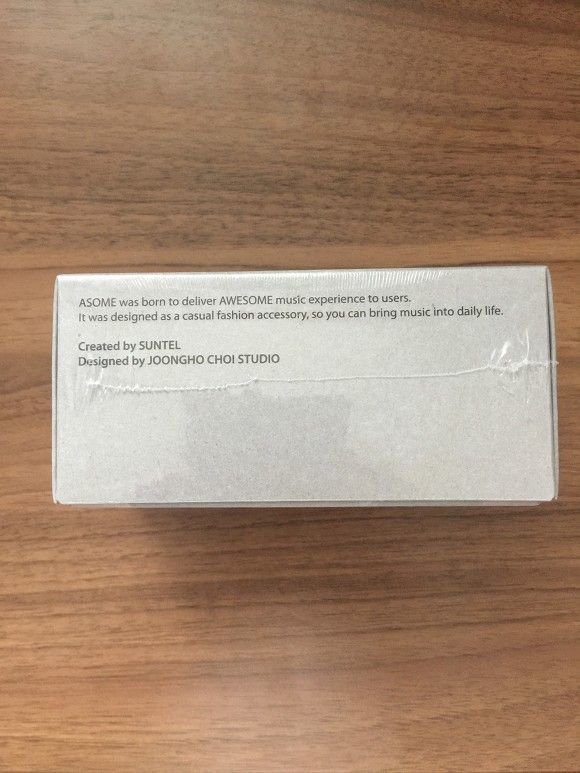 ASOME was born to deliver AWESOME music experience to users.
It was designed as a casual fashion accessory, so you can bring music into daily life.
Created by SUNTEL
Designed by JOONGHO CHOI STUDIO